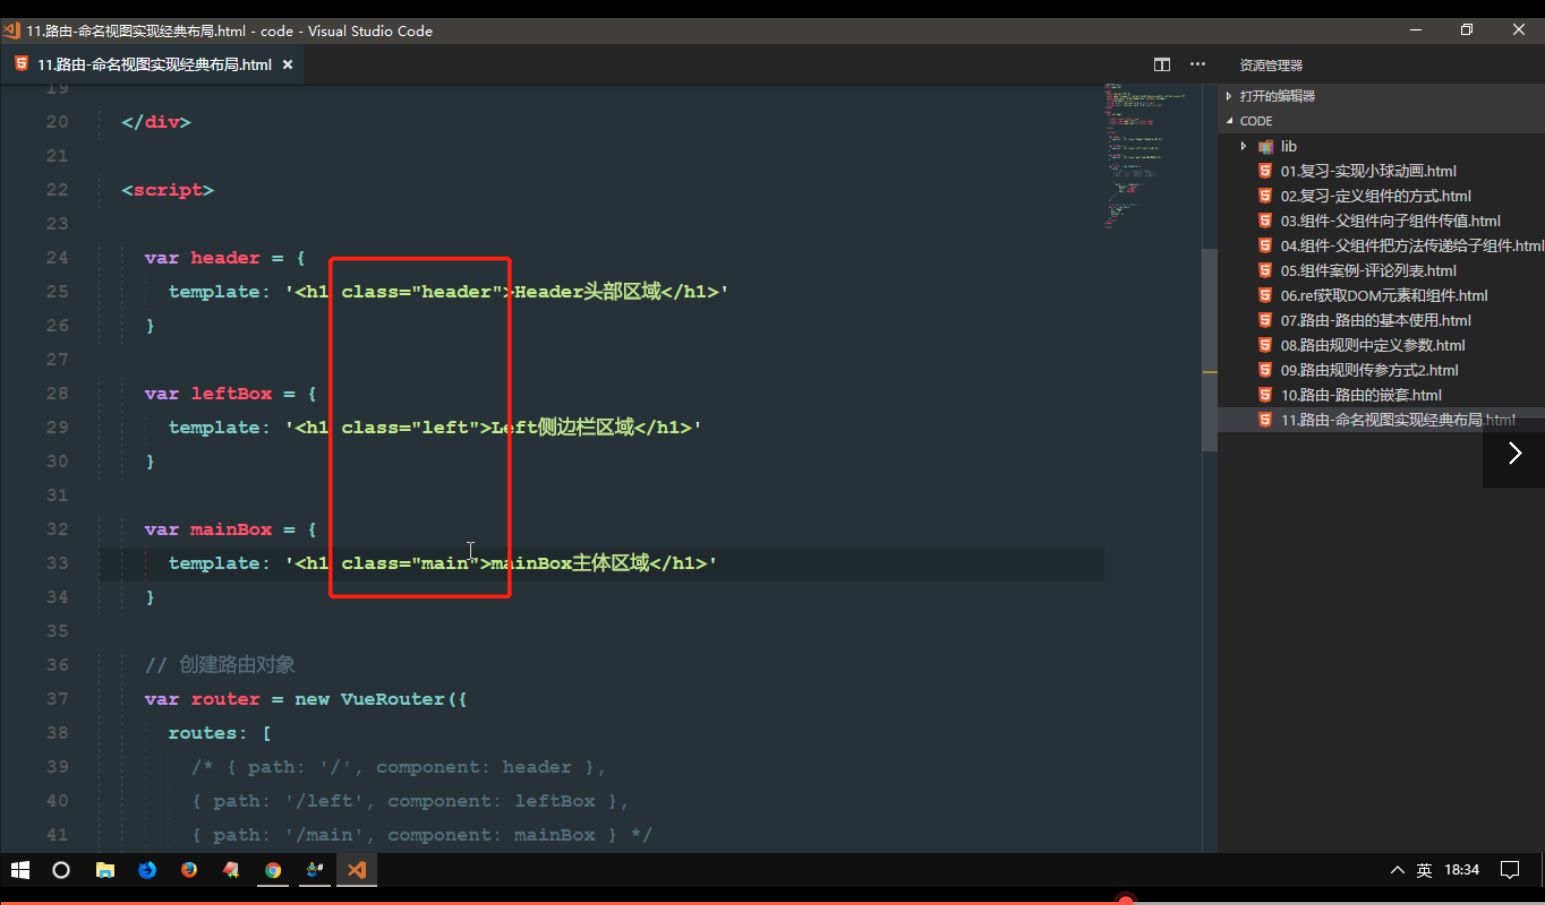 11.路由-命名视图实现经典布局.html - code - Visual Studio Code
11.路由-命名视图实现经典布局.html ×
资源管理器
打开的编辑器
CODE
lib
01.复习-实现小球动画.html
02.复习-定义组件的方式.html
03.组件-父组件向子组件传值.html
04.组件-父组件把方法传递给子组件.html
05.组件案例-评论列表.html
06.ref获取DOM元素和组件.html
07.路由-路由的基本使用.html
08.路由规则中定义参数.html
09.路由规则传参方式2.html
10.路由-路由的嵌套.html
11.路由-命名视图实现经典布局.html
19
20 </div>
21
22 <script>
23
24 var header = {
25 template: '<h1 class="header">Header头部区域</h1>'
26 }
27
28 var leftBox = {
29 template: '<h1 class="left">Left侧边栏区域</h1>'
30 }
31
32 var mainBox = {
33 template: '<h1 class="main">mainBox主体区域</h1>'
34 }
35
36 // 创建路由对象
37 var router = new VueRouter({
38 routes: [
39 /* { path: '/', component: header },
40 { path: '/left', component: leftBox },
41 { path: '/main', component: mainBox } */
英 18:34